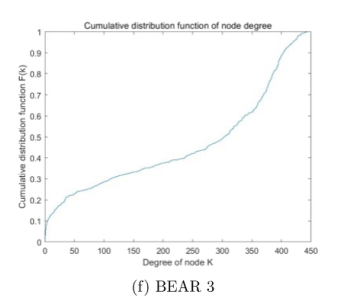 Cumulative distribution function of node degree
Cumulative distribution function F(k)
1
0.9
0.8
0.7
0.6
0.5
0.4
0.3
0.2
0.1
0
0 50 100 150 200 250 300 350 400 450
Degree of node K
(f) BEAR 3